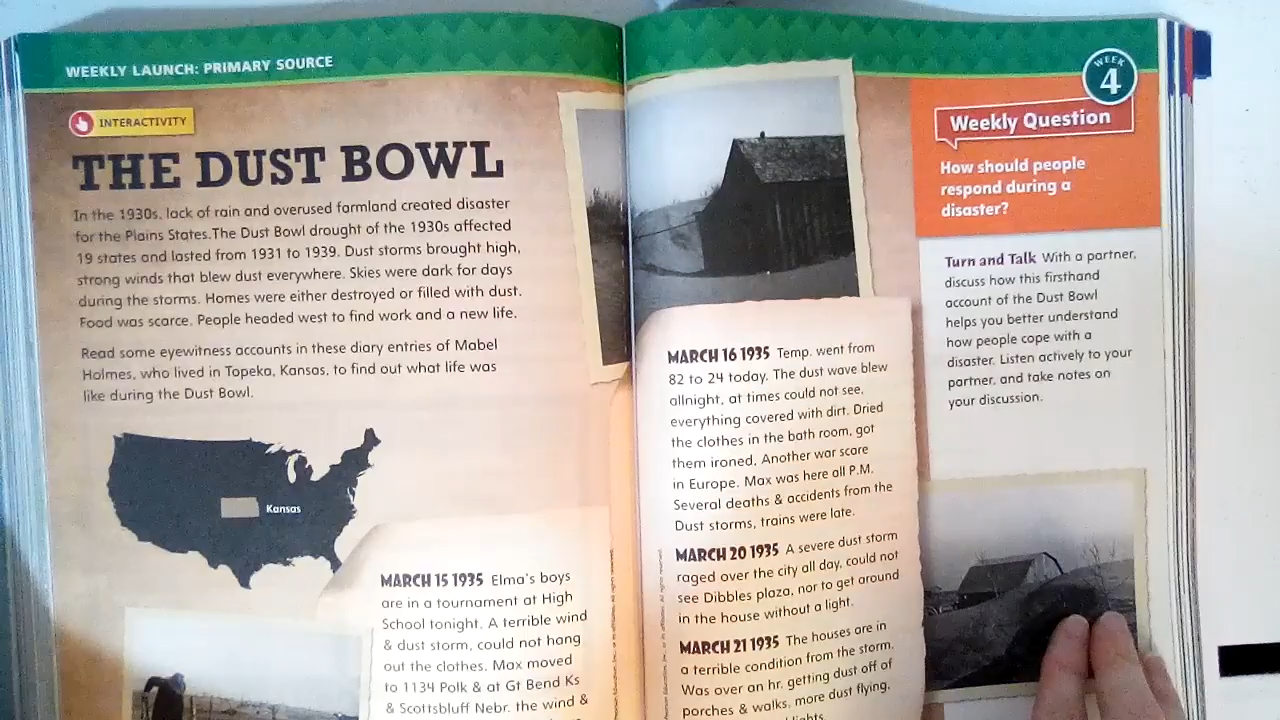 WEEKLY LAUNCH: PRIMARY SOURCE
INTERACTIVITY
THE DUST BOWL
In the 1930s, lack of rain and overused farmland created disaster
for the Plains States.The Dust Bowl drought of the 1930s affected
19 states and lasted from 1931 to 1939. Dust storms brought high,
strong winds that blew dust everywhere. Skies were dark for days
during the storms. Homes were either destroyed or filled with dust.
Food was scarce. People headed west to find work and a new life.
Read some eyewitness accounts in these diary entries of Mabel
Holmes, who lived in Topeka, Kansas, to find out what life was
like during the Dust Bowl.
Kansas
MARCH 15 1935 Elma's boys
are in a tournament at High
School tonight. A terrible wind
& dust storm, could not hang
out the clothes. Max moved
to 1134 Polk & at Gt Bend Ks
& Scottsbluff Nebr. the wind &
MARCH 16 1935 Temp. went from
82 to 24 today. The dust wave blew
allnight, at times could not see,
everything covered with dirt. Dried
the clothes in the bath room, got
them ironed, Another war scare
in Europe. Max was here all P.M.
Several deaths & accidents from the
Dust storms, trains were late.
MARCH 20 1935 A severe dust storm
raged over the city all day, could not
see Dibbles plaza, nor to get around
in the house without a light.
MARCH 21 1935 The houses are in
a terrible condition from the storm,
Was over an hr. getting dust off of
porches & walks, more dust flying,
WEEK
4
Weekly Question
How should people
respond during a
disaster?
Turn and Talk With a partner,
discuss how this firsthand
account of the Dust Bowl
helps you better understand
how people cope with a
disaster. Listen actively to your
partner, and take notes on
your discussion.